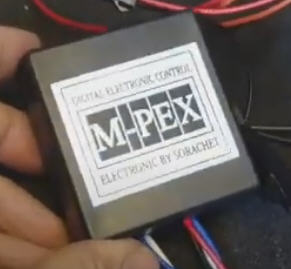 DIGITAL ELECTRONIC CONTROL
M-PEX
ELECTRONIC BY SORACHET